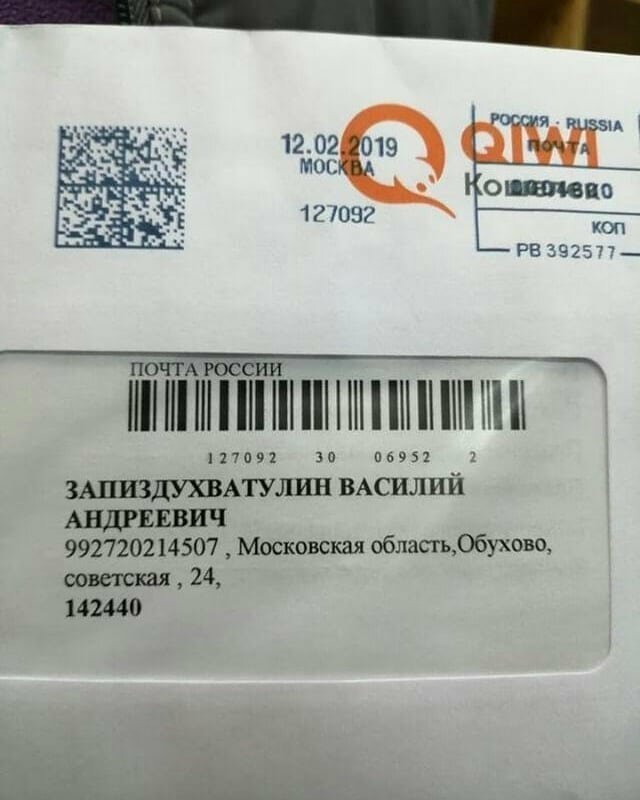 12.02.2019
МОСКВА
127092
QIWI
РОССИЯ · RUSSIA
ПОЧТА
КОП
РВ 392577
ПОЧТА РОССИИ
127092 30 06952 2
ЗАПИЗДУХВАТУЛИН ВАСИЛИЙ
АНДРЕЕВИЧ
992720214507 , Московская область,Обухово,
советская , 24,
142440